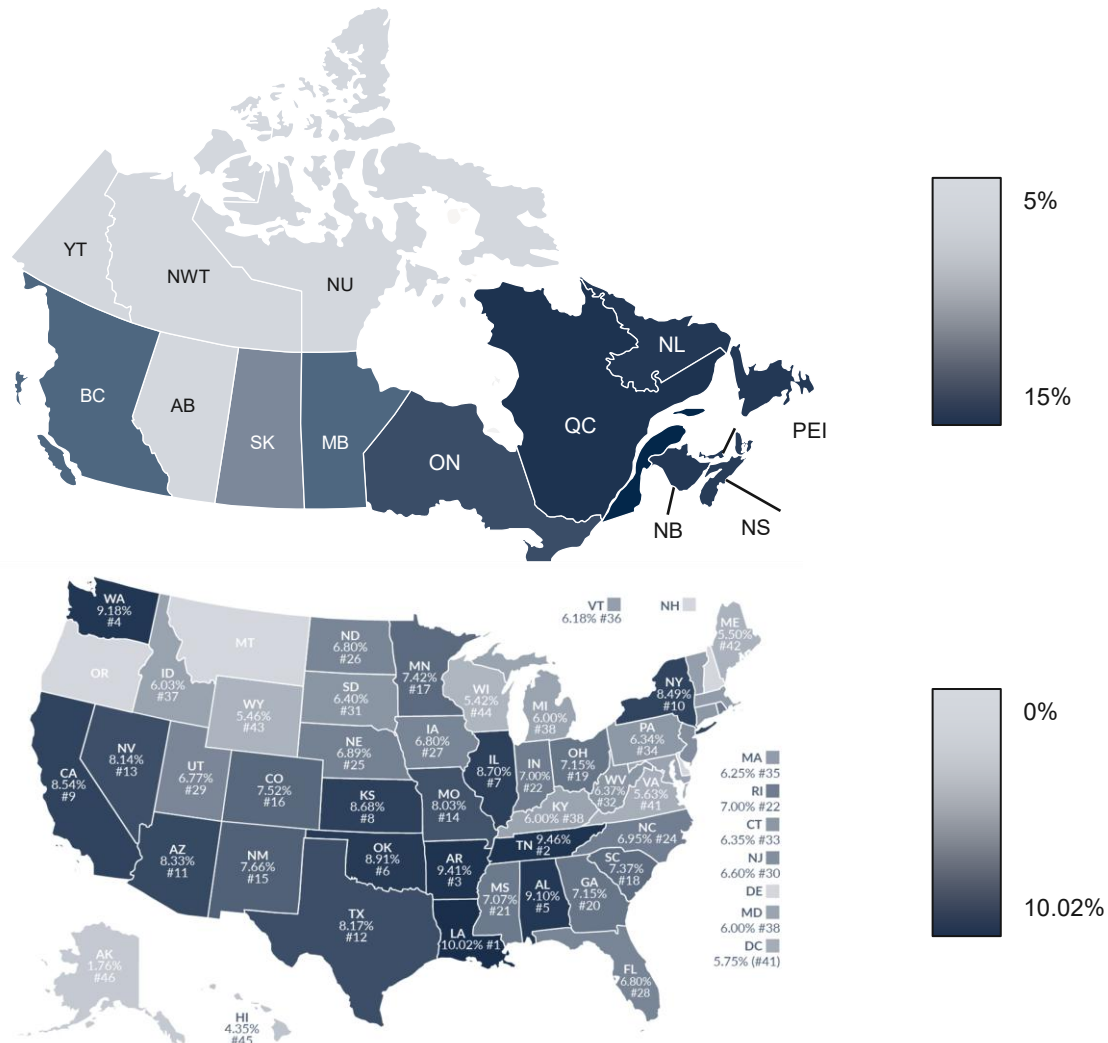 5%
15%
YT
NWT
NU
BC
AB
SK
MB
ON
QC
NL
PEI
NB
NS
0%
10.02%
WA
9.18%
#4
OR
MT
ID
6.03%
#37
WY
5.46%
#43
ND
6.80%
#26
SD
6.40%
#31
NE
6.89%
#25
MN
7.42%
#17
IA
6.80%
#27
WI
5.42%
#44
MI
6.00%
#38
VT
6.18% #36
NH
ME
5.50%
#42
NY
8.49%
#10
PA
6.34%
#34
CA
8.54%
#9
NV
8.14%
#13
UT
6.77%
#29
CO
7.52%
#16
KS
8.68%
#8
MO
8.03%
#14
IL
8.70%
#7
IN
7.00%
#22
OH
7.15%
#19
WV
6.37%
#32
VA
5.63%
#41
KY
6.00% #38
AZ
8.33%
#11
NM
7.66%
#15
OK
8.91%
#6
AR
9.41%
#3
TN 9.46%
#2
NC
6.95% #24
SC
7.37%
#18
TX
8.17%
#12
LA
10.02% #1
MS
7.07%
#21
AL
9.10%
#5
GA
7.15%
#20
FL
6.80%
#28
AK
1.76%
#46
HI
4.35%
#45
MA
6.25% #35
RI
7.00% #22
CT
6.35% #33
NJ
6.60% #30
DE
MD
6.00% #38
DC
5.75% (#41)